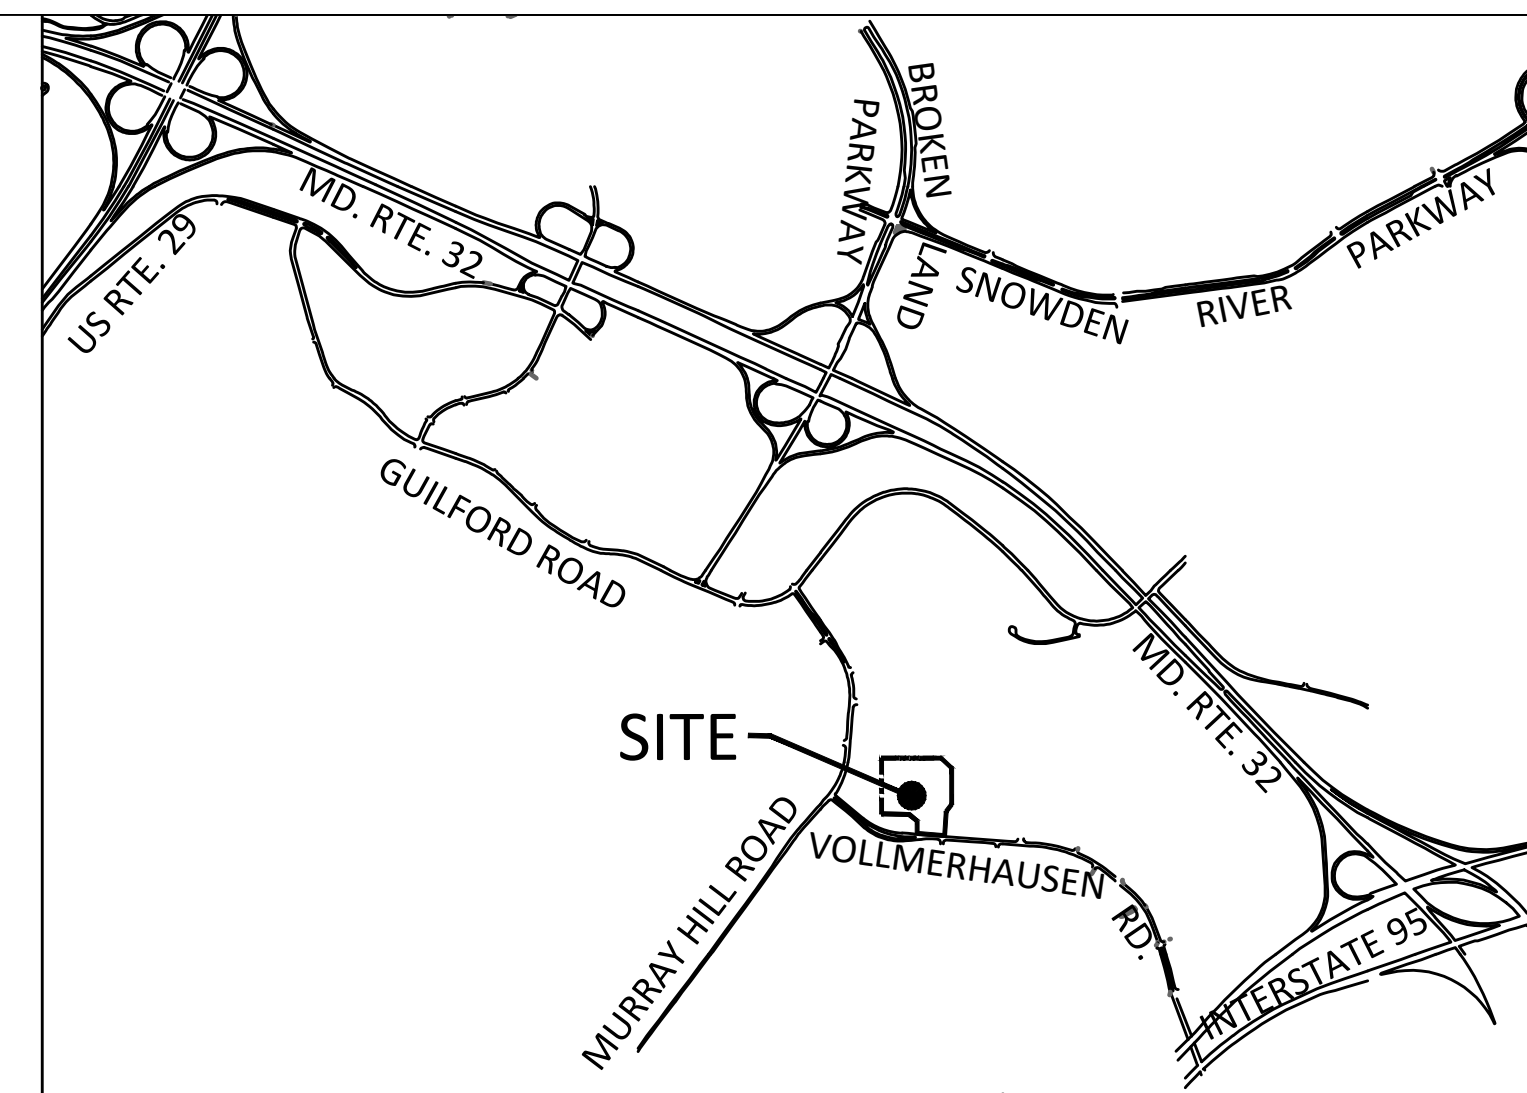 BROKEN
LAND
PARKWAY
MD. RTE. 32
US RTE. 29
SNOWDEN
RIVER
PARKWAY
GUILFORD ROAD
MD. RTE. 32
SITE
VOLLMERHAUSEN
RD.
MURRAY HILL ROAD
INTERSTATE 95